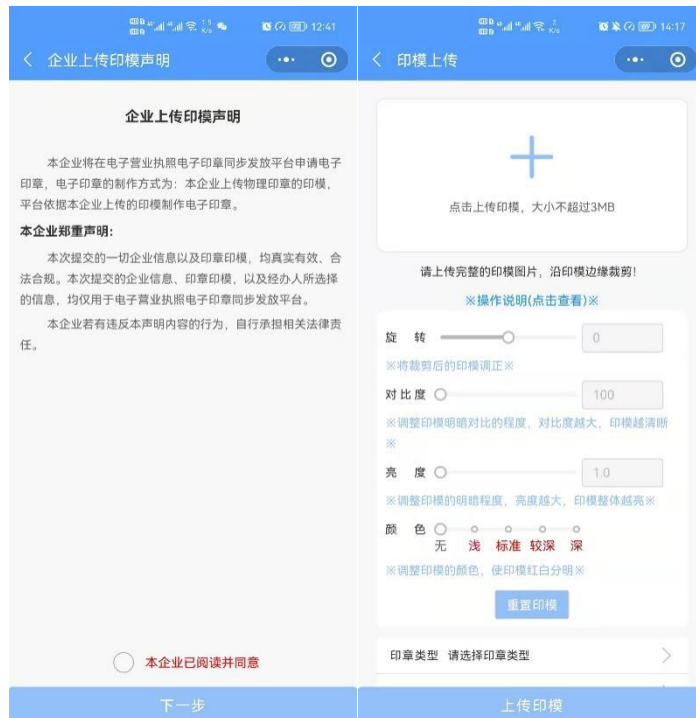 12:41
企业上传印模声明
企业上传印模声明
本企业将在电子营业执照电子印章同步发放平台申请电子
印章，电子印章的制作方式为：本企业上传物理印章的印模，
平台依据本企业上传的印模制作电子印章。
本企业郑重声明：
本次提交的一切企业信息以及印章印模，均真实有效、合
法合规。本次提交的企业信息、印章印模，以及经办人所选择
的信息，均仅用于电子营业执照电子印章同步发放平台。
本企业若有违反本声明内容的行为，自行承担相关法律责
任。
本企业已阅读并同意
下一步
14:17
印模上传
点击上传印模，大小不超过3MB
请上传完整的印模图片，沿印模边缘裁剪!
※操作说明(点击查看)※
旋 转 0
※将裁剪后的印模调正※
对比度 100
※调整印模明暗对比的程度，对比度越大，印模越清晰
※
亮 度 1.0
※调整印模的明暗程度，亮度越大，印模整体越亮※
颜 色
无 浅 标准 较深 深
※调整印模的颜色，使印模红白分明※
重置印模
印章类型 请选择印章类型
上传印模